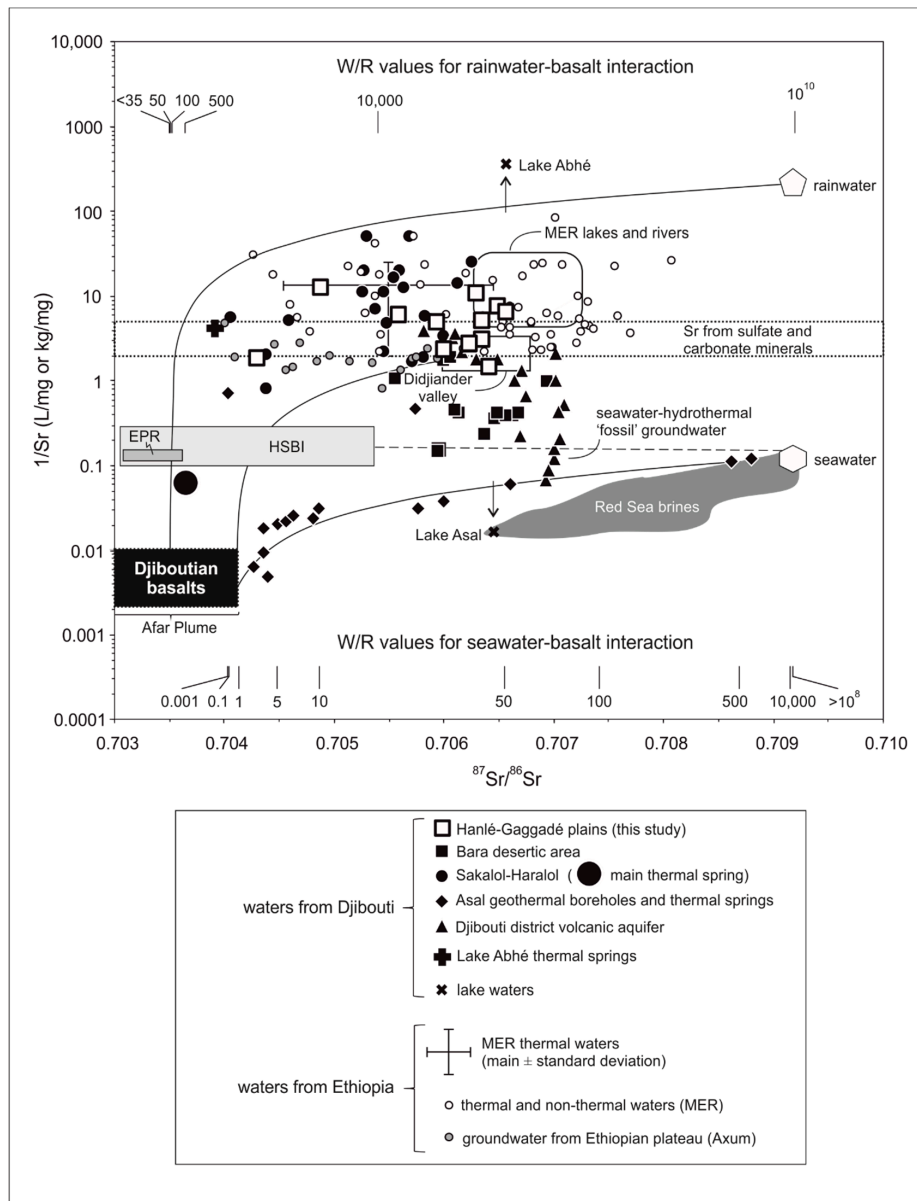 10,000
1000
100
10
1
0.1
0.01
0.001
0.0001
1/Sr (L/mg or kg/mg)
W/R values for rainwater-basalt interaction
<35 50 100 500
10,000
10¹⁰
Lake Abhé
rainwater
MER lakes and rivers
Sr from sulfate and
carbonate minerals
Didjiander
valley
seawater-hydrothermal
'fossil' groundwater
EPR
HSBI
seawater
Red Sea brines
Lake Asal
Djiboutian
basalts
Afar Plume
W/R values for seawater-basalt interaction
0.001 0.1 1 5 10 50 100 500 10,000 >10⁸
0.703 0.704 0.705 0.706 0.707 0.708 0.709 0.710
⁸⁷Sr/⁸⁶Sr
waters from Djibouti
Hanlé-Gaggadé plains (this study)
Bara desertic area
Sakalol-Haralol ( main thermal spring)
Asal geothermal boreholes and thermal springs
Djibouti district volcanic aquifer
Lake Abhé thermal springs
lake waters
waters from Ethiopia
MER thermal waters
(main ± standard deviation)
thermal and non-thermal waters (MER)
groundwater from Ethiopian plateau (Axum)